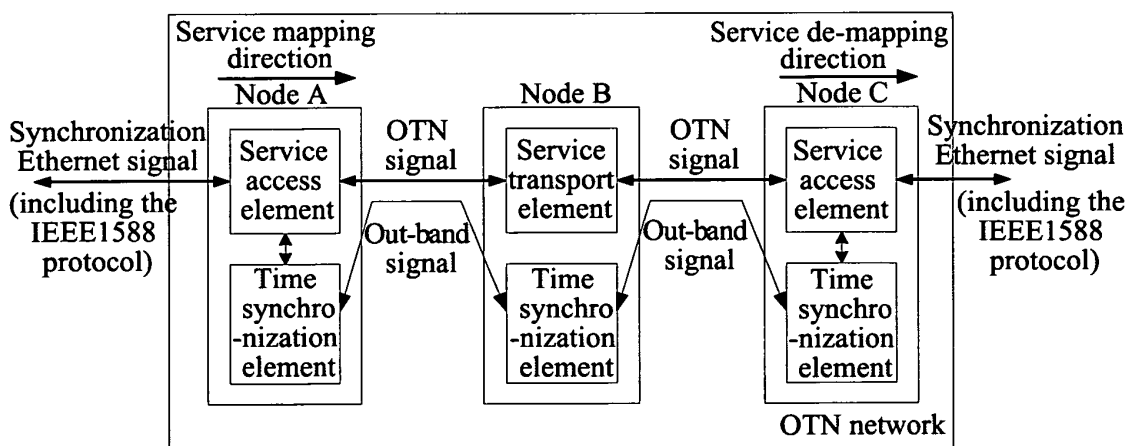 Service mapping
direction
Service de-mapping
direction
Node A
Node B
Node C
Synchronization
Ethernet signal
(including the
IEEE1588
protocol)
Service
access
element
OTN
signal
Service
transport
element
OTN
signal
Service
access
element
Synchronization
Ethernet signal
(including the
IEEE1588
protocol)
Out-band
signal
Out-band
signal
Time
synchro
-nization
element
Time
synchro
-nization
element
Time
synchro
-nization
element
OTN network